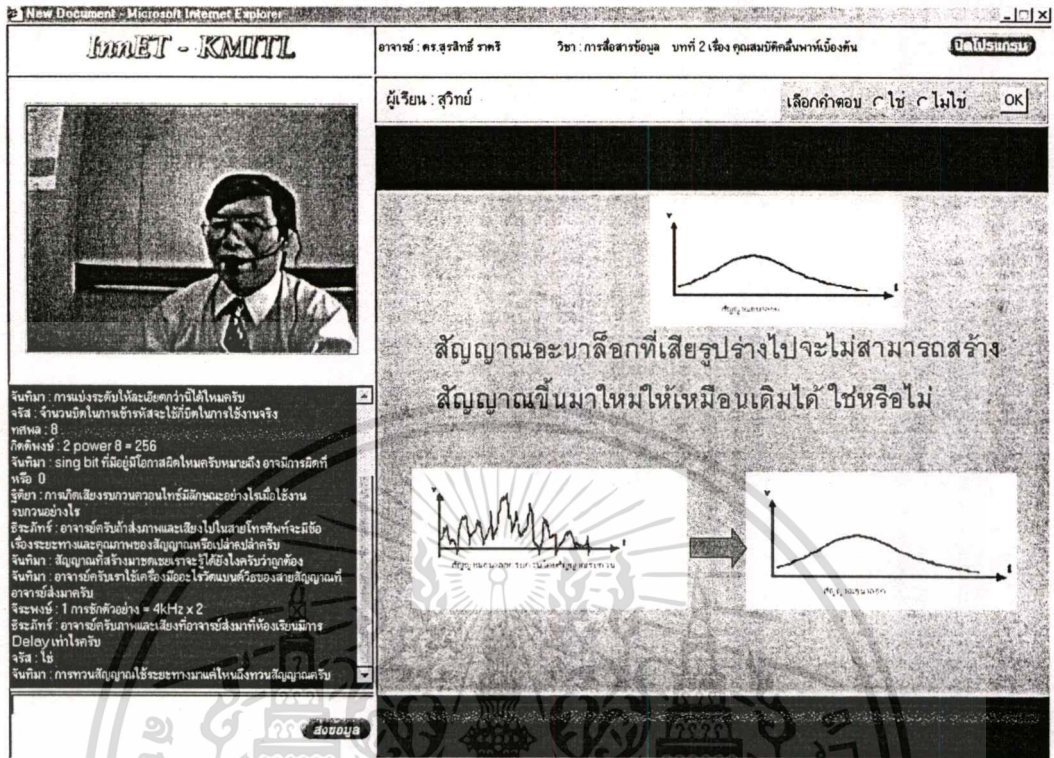 New Document - Microsoft Internet Explorer
InnET - KMITL
อาจารย์ : ดร.สุรสิทธิ์ ราตรี วิชา : การสื่อสารข้อมูล บทที่ 2 เรื่อง คุณสมบัติคลื่นพาห์เบื้องต้น ปิดโปรแกรม
ผู้เรียน : สุวิทย์ เลือกคำตอบ ใช่ ไม่ใช่ OK
v
t
สัญญาณอะนาลอก
สัญญาณอะนาล็อกที่เสียรูปร่างไปจะไม่สามารถสร้าง
สัญญาณขึ้นมาใหม่ให้เหมือนเดิมได้ ใช่หรือไม่
v
t
v
t
สัญญาณอะนาลอก
จันทิมา : การแบ่งระดับให้ละเอียดกว่านี้ได้ไหมครับ
จรัส : จำนวนบิตในการเข้ารหัสจะใช้กี่บิตในการใช้งานจริง
ทศพล : 8
กิตติพงษ์ : 2 power 8 = 256
จันทิมา : sing bit ที่มีอยู่มีโอกาสผิดไหมครับหมายถึง อาจมีการผิดที่
หรือ 0
ฐิติยา : การเกิดเสียงรบกวนควอนไทซ์มีลักษณะอย่างไรเมื่อใช้งาน
รบกวนอย่างไร
ธีระภัทร์ : อาจารย์ครับถ้าส่งภาพและเสียงไปในสายโทรศัพท์จะมีข้อ
เรื่องระยะทางและคุณภาพของสัญญาณหรือเปล่าครับ
จันทิมา : สัญญาณที่สร้างมาชดเชยเราจะรู้ได้ยังไงครับว่าถูกต้อง
จันทิมา : อาจารย์ครับเราใช้เครื่องมืออะไรวัดแบนด์วิธของสายสัญญาณที่
อาจารย์ส่งมาครับ
จิระพงษ์ : 1 การชักตัวอย่าง = 4kHz x 2
ธีระภัทร์ : อาจารย์ครับภาพและเสียงที่อาจารย์ส่งมาที่ห้องเรียนมีการ
Delay เท่าไรครับ
จรัส : ใช่
จันทิมา : การทวนสัญญาณใช้ระยะทางมาแค่ไหนถึงทวนสัญญาณครับ
ส่งข้อมูล